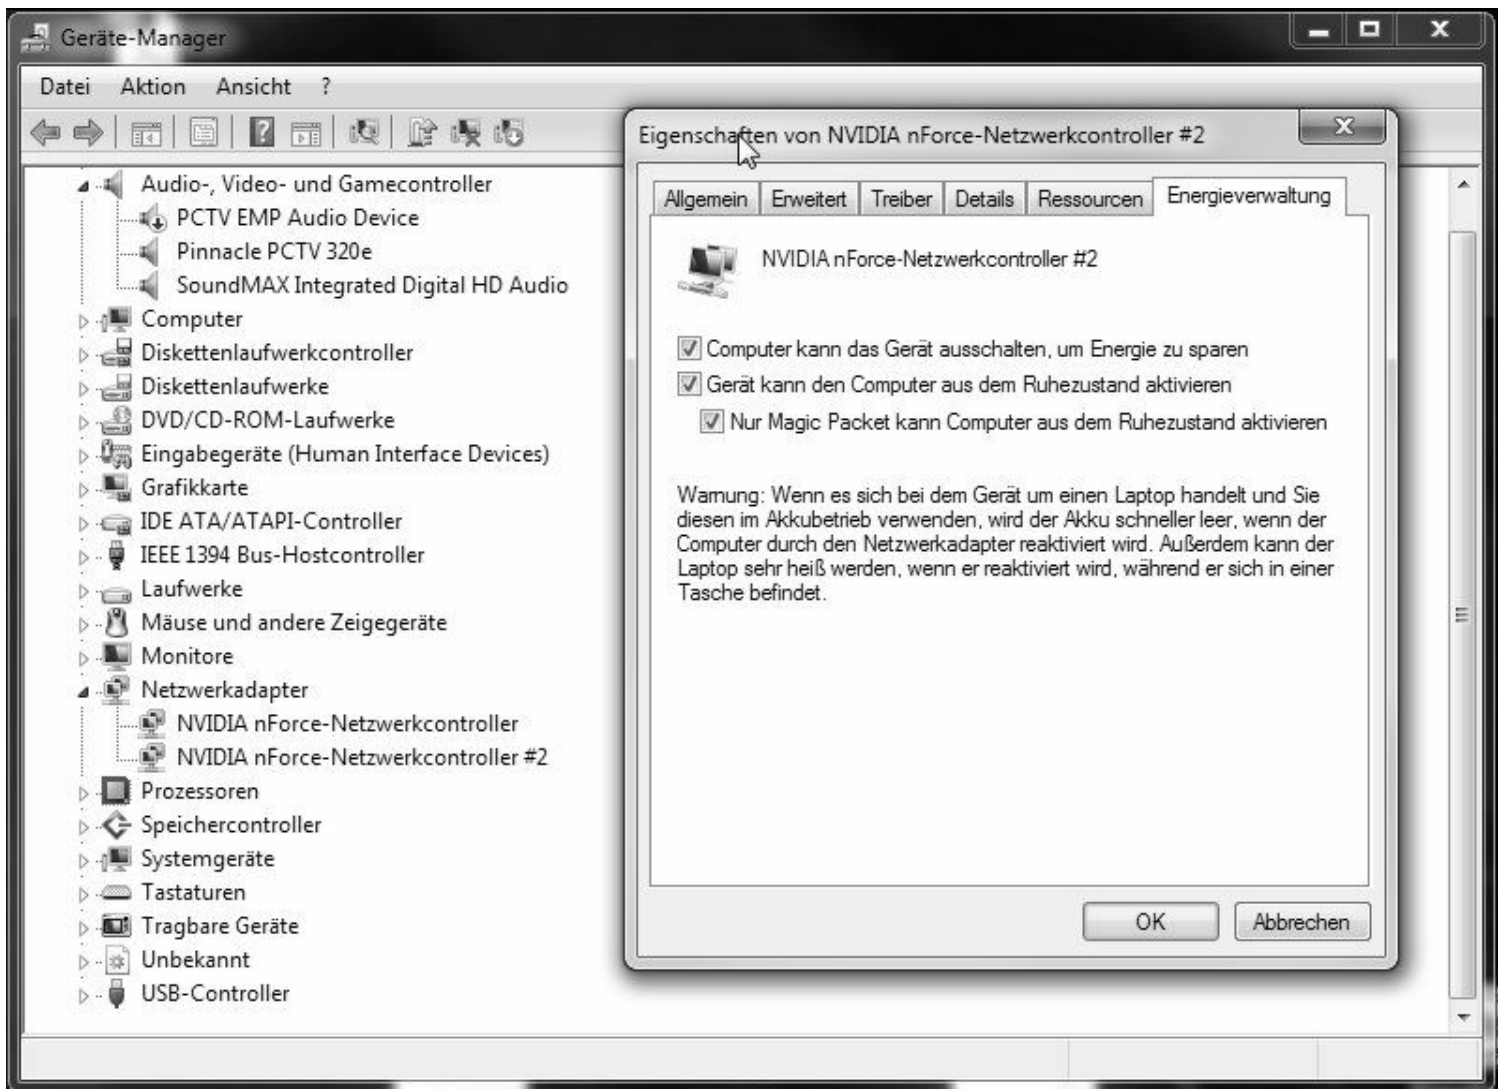 Geräte-Manager
Datei Aktion Ansicht ?
Audio-, Video- und Gamecontroller
PCTV EMP Audio Device
Pinnacle PCTV 320e
SoundMAX Integrated Digital HD Audio
Computer
Diskettenlaufwerkcontroller
Diskettenlaufwerke
DVD/CD-ROM-Laufwerke
Eingabegeräte (Human Interface Devices)
Grafikkarte
IDE ATA/ATAPI-Controller
IEEE 1394 Bus-Hostcontroller
Laufwerke
Mäuse und andere Zeigegeräte
Monitore
Netzwerkadapter
NVIDIA nForce-Netzwerkcontroller
NVIDIA nForce-Netzwerkcontroller #2
Prozessoren
Speichercontroller
Systemgeräte
Tastaturen
Tragbare Geräte
Unbekannt
USB-Controller
Eigenschaften von NVIDIA nForce-Netzwerkcontroller #2
Allgemein Erweitert Treiber Details Ressourcen Energieverwaltung
NVIDIA nForce-Netzwerkcontroller #2
Computer kann das Gerät ausschalten, um Energie zu sparen
Gerät kann den Computer aus dem Ruhezustand aktivieren
Nur Magic Packet kann Computer aus dem Ruhezustand aktivieren
Warnung: Wenn es sich bei dem Gerät um einen Laptop handelt und Sie
diesen im Akkubetrieb verwenden, wird der Akku schneller leer, wenn der
Computer durch den Netzwerkadapter reaktiviert wird. Außerdem kann der
Laptop sehr heiß werden, wenn er reaktiviert wird, während er sich in einer
Tasche befindet.
OK Abbrechen